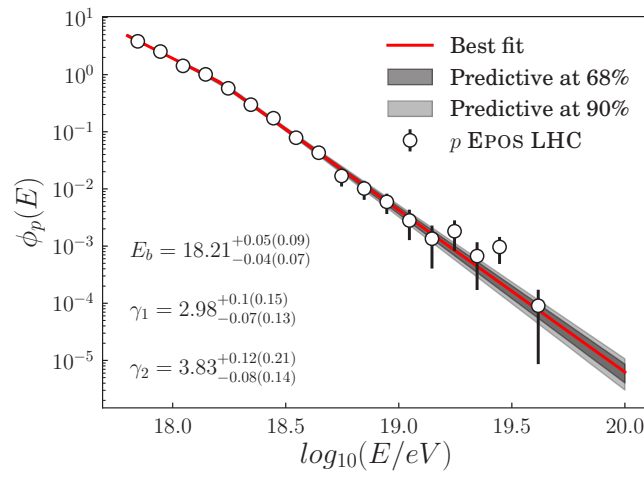 10^1
10^0
10^{-1}
10^{-2}
10^{-3}
10^{-4}
10^{-5}
ϕ_p(E)
Best fit
Predictive at 68%
Predictive at 90%
p EPOS LHC
E_b = 18.21^{+0.05(0.09)}_{-0.04(0.07)}
γ_1 = 2.98^{+0.1(0.15)}_{-0.07(0.13)}
γ_2 = 3.83^{+0.12(0.21)}_{-0.08(0.14)}
18.0 18.5 19.0 19.5 20.0
log_{10}(E/eV)